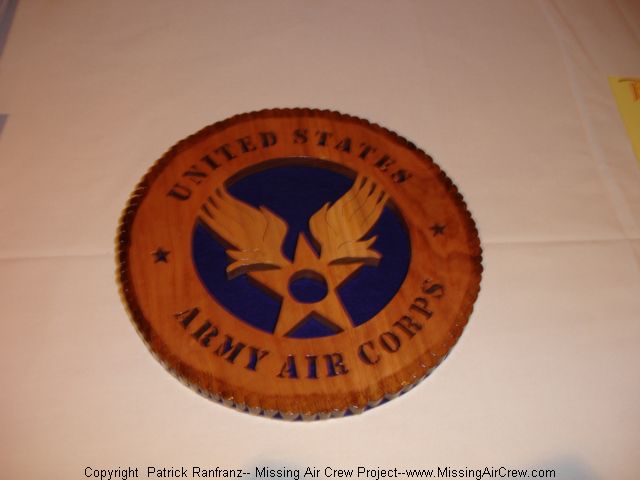 UNITED STATES
ARMY AIR CORPS
Copyright  Patrick Ranfranz-- Missing Air Crew Project--www.MissingAirCrew.com